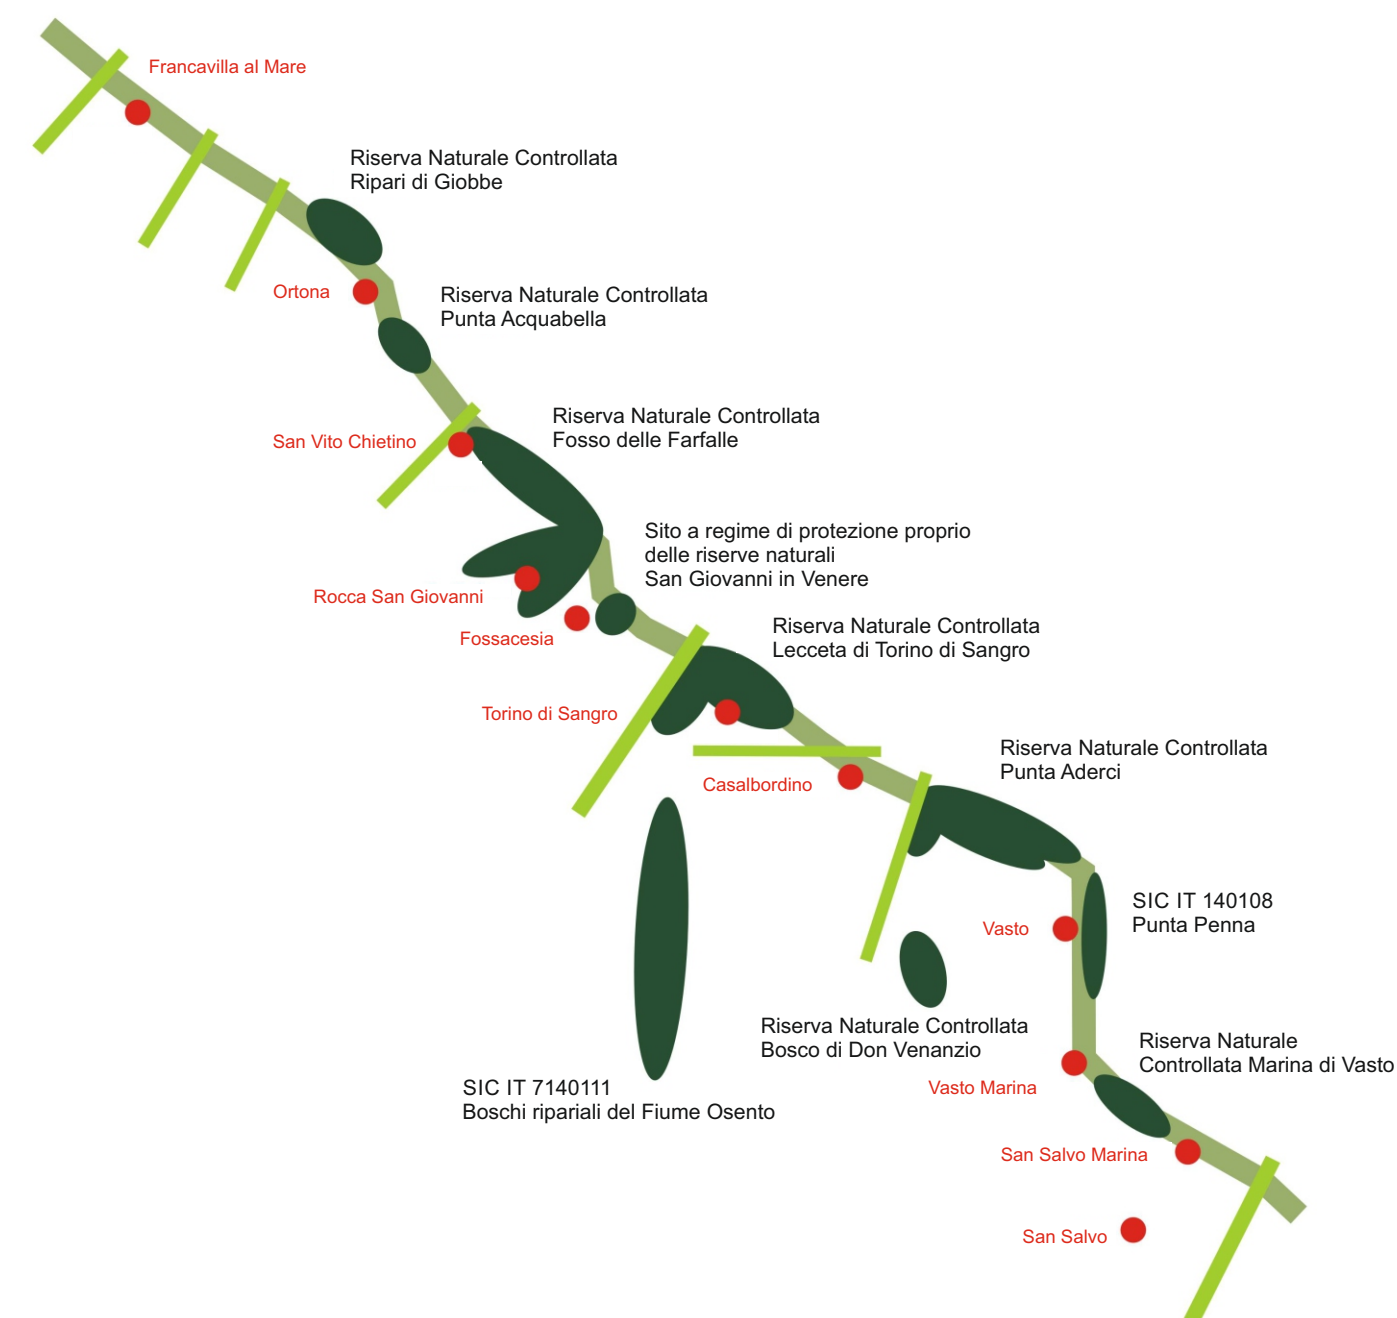 Francavilla al Mare
Riserva Naturale Controllata
Ripari di Giobbe
Ortona
Riserva Naturale Controllata
Punta Acquabella
Riserva Naturale Controllata
Fosso delle Farfalle
San Vito Chietino
Sito a regime di protezione proprio
delle riserve naturali
San Giovanni in Venere
Rocca San Giovanni
Fossacesia
Riserva Naturale Controllata
Lecceta di Torino di Sangro
Torino di Sangro
Riserva Naturale Controllata
Punta Aderci
Casalbordino
SIC IT 140108
Punta Penna
Vasto
Riserva Naturale Controllata
Bosco di Don Venanzio
Riserva Naturale
Controllata Marina di Vasto
SIC IT 7140111
Boschi ripariali del Fiume Osento
Vasto Marina
San Salvo Marina
San Salvo